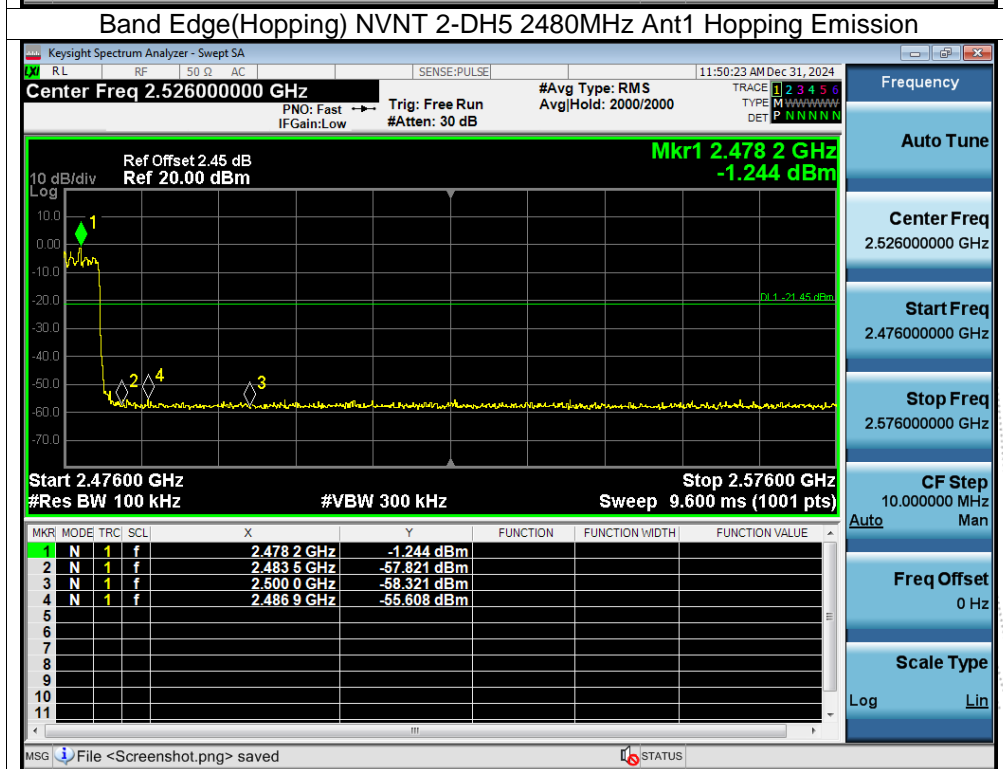 Band Edge(Hopping) NVNT 2-DH5 2480MHz Ant1 Hopping Emission
Keysight Spectrum Analyzer - Swept SA
LXI RL RF 50 Ω AC SENSE:PULSE 11:50:23 AM Dec 31, 2024
Center Freq 2.526000000 GHz #Avg Type: RMS TRACE 1 2 3 4 5 6
PNO: Fast Trig: Free Run Avg|Hold: 2000/2000 TYPE M WWWWW
IFGain:Low #Atten: 30 dB DET P N N N N N
Mkr1 2.478 2 GHz
Ref Offset 2.45 dB
10 dB/div Ref 20.00 dBm -1.244 dBm
Log
10.0
0.00
-10.0
-20.0
-30.0
-40.0
-50.0
-60.0
-70.0
1
DL1 -21.45 dBm
2 4 3
Start 2.47600 GHz Stop 2.57600 GHz
#Res BW 100 kHz #VBW 300 kHz Sweep 9.600 ms (1001 pts)
MKR MODE TRC SCL X Y FUNCTION FUNCTION WIDTH FUNCTION VALUE
1 N 1 f 2.478 2 GHz -1.244 dBm
2 N 1 f 2.483 5 GHz -57.821 dBm
3 N 1 f 2.500 0 GHz -58.321 dBm
4 N 1 f 2.486 9 GHz -55.608 dBm
5
6
7
8
9
10
11
MSG File <Screenshot.png> saved STATUS
Frequency
Auto Tune
Center Freq
2.526000000 GHz
Start Freq
2.476000000 GHz
Stop Freq
2.576000000 GHz
CF Step
10.000000 MHz
Auto Man
Freq Offset
0 Hz
Scale Type
Log Lin